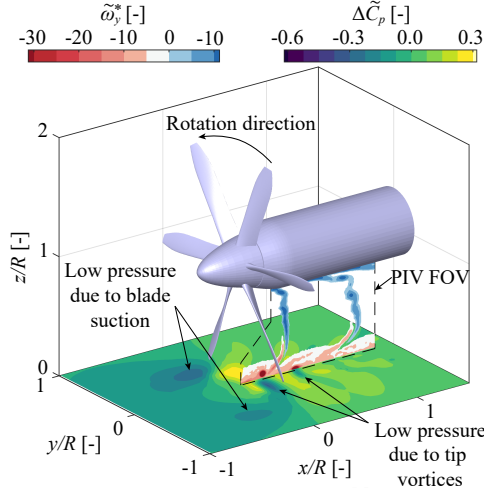 ω̃*y [-]
ΔC̃p [-]
-30 -20 -10 0 -10
-0.6 -0.3 0.0 0.3
2
Rotation direction
z/R [-]
1
Low pressure
due to blade
suction
PIV FOV
0
1
0
y/R [-]
-1
-1
0
x/R [-]
1
Low pressure
due to tip
vortices